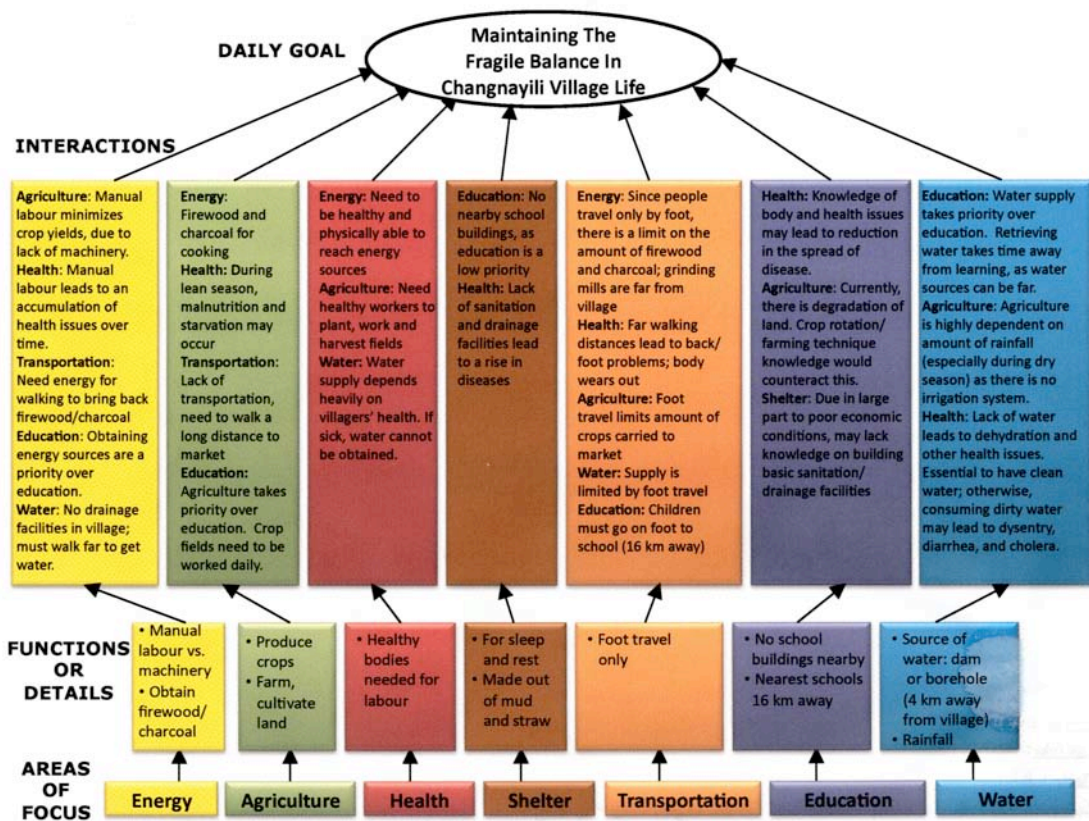 DAILY GOAL
Maintaining The
Fragile Balance In
Changnayili Village Life
INTERACTIONS
Agriculture: Manual
labour minimizes
crop yields, due to
lack of machinery.
Health: Manual
labour leads to an
accumulation of
health issues over
time.
Transportation:
Need energy for
walking to bring back
firewood/charcoal
Education: Obtaining
energy sources are a
priority over
education.
Water: No drainage
facilities in village;
must walk far to get
water.
Energy:
Firewood and
charcoal for
cooking
Health: During
lean season,
malnutrition and
starvation may
occur
Transportation:
Lack of
transportation,
need to walk a
long distance to
market
Education:
Agriculture takes
priority over
education. Crop
fields need to be
worked daily.
Energy: Need to
be healthy and
physically able to
reach energy
sources
Agriculture: Need
healthy workers to
plant, work and
harvest fields
Water: Water
supply depends
heavily on
villagers' health. If
sick, water cannot
be obtained.
Education: No
nearby school
buildings, as
education is a
low priority
Health: Lack of
sanitation and
drainage
facilities lead
to a rise in
diseases
Energy: Since people
travel only by foot,
there is a limit on the
amount of firewood
and charcoal; grinding
mills are far from
village
Health: Far walking
distances lead to back/
foot problems; body
wears out
Agriculture: Foot
travel limits amount of
crops carried to
market
Water: Supply is
limited by foot travel
Education: Children
must go on foot to
school (16 km away)
Health: Knowledge of
body and health issues
may lead to reduction
in the spread of
disease.
Agriculture: Currently,
there is degradation of
land. Crop rotation/
farming technique
knowledge would
counteract this.
Shelter: Due in large
part to poor economic
conditions, may lack
knowledge on building
basic sanitation/
drainage facilities
Education: Water supply
takes priority over
education. Retrieving
water takes time away
from learning, as water
sources can be far.
Agriculture: Agriculture
is highly dependent on
amount of rainfall
(especially during dry
season) as there is no
irrigation system.
Health: Lack of water
leads to dehydration and
other health issues.
Essential to have clean
water; otherwise,
consuming dirty water
may lead to dysentry,
diarrhea, and cholera.
FUNCTIONS
OR
DETAILS
• Manual
labour vs.
machinery
• Obtain
firewood/
charcoal
• Produce
crops
• Farm,
cultivate
land
• Healthy
bodies
needed for
labour
• For sleep
and rest
• Made out
of mud
and straw
• Foot travel
only
• No school
buildings nearby
• Nearest schools
16 km away
• Source of
water: dam
or borehole
(4 km away
from village)
• Rainfall
AREAS
OF
FOCUS
Energy
Agriculture
Health
Shelter
Transportation
Education
Water